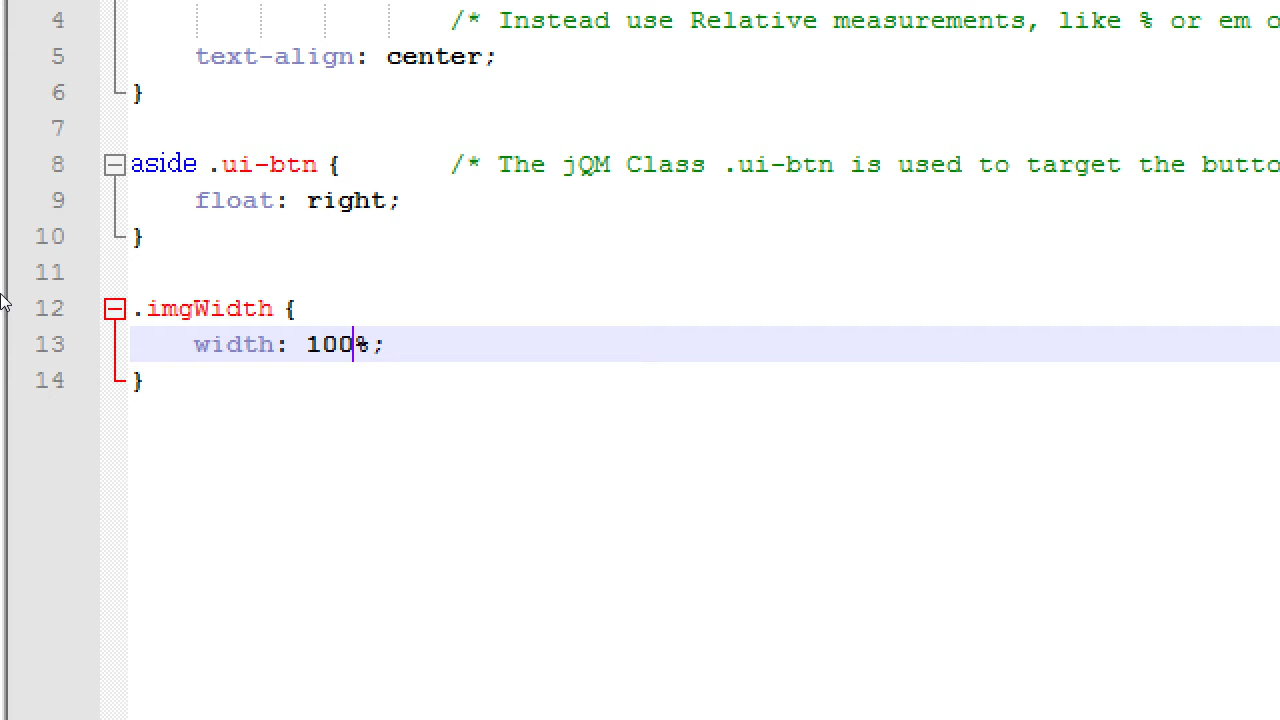 4 /* Instead use Relative measurements, like % or em
5 text-align: center;
6 }
7
8 aside .ui-btn { /* The jQM Class .ui-btn is used to target the
9 float: right;
10 }
11
12 .imgWidth {
13 width: 100%;
14 }